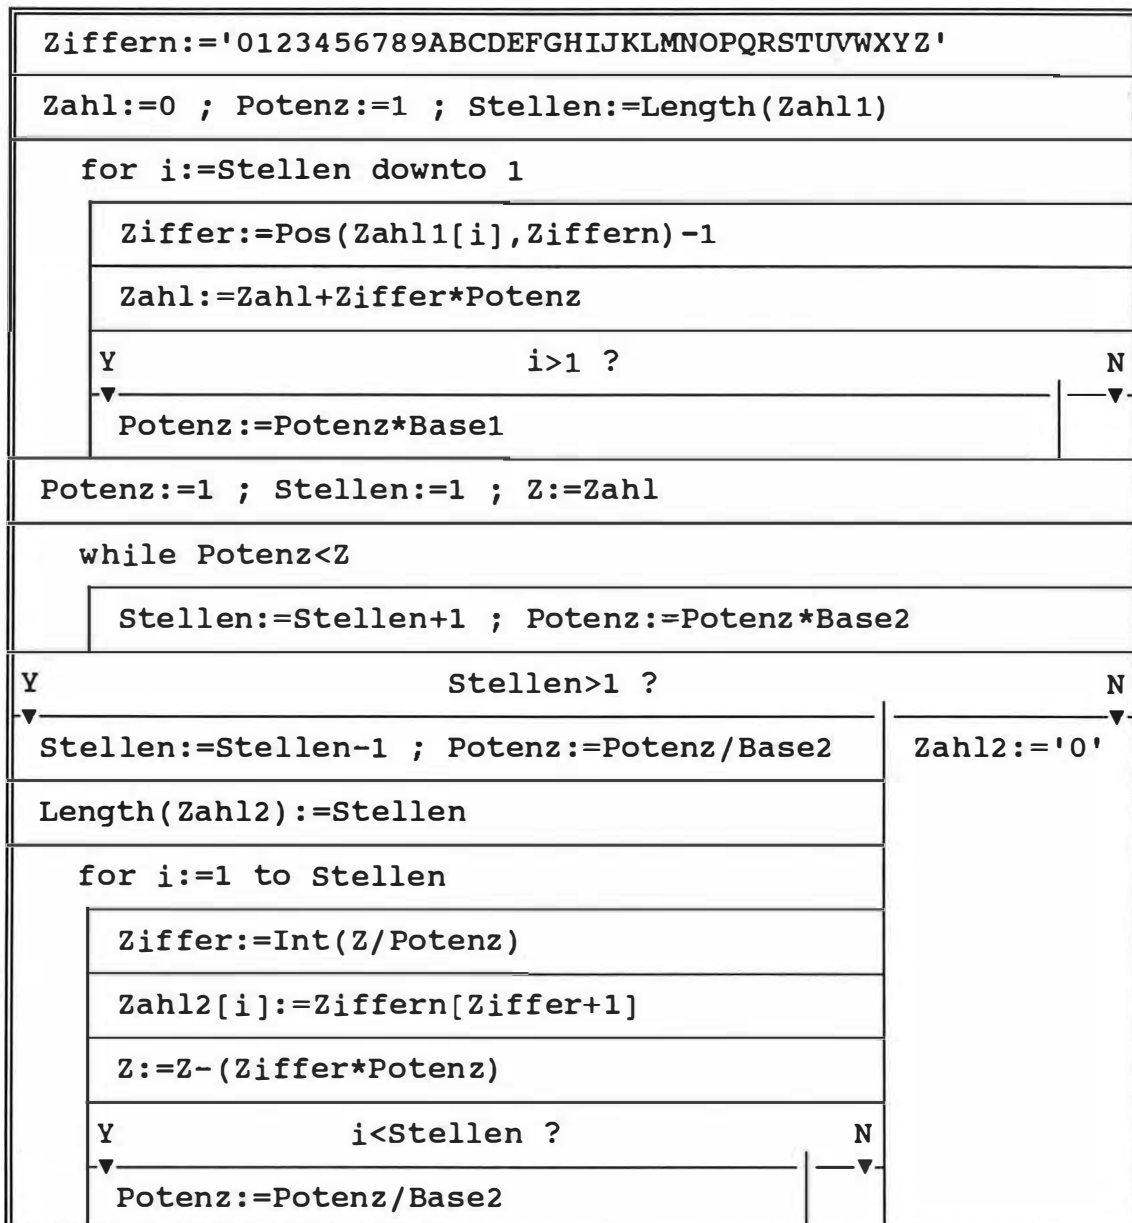 Ziffern:='0123456789ABCDEFGHIJKLMNOPQRSTUVWXYZ'
Zahl:=0 ; Potenz:=1 ; Stellen:=Length(Zahl1)
for i:=Stellen downto 1
Ziffer:=Pos(Zahl1[i],Ziffern)-1
Zahl:=Zahl+Ziffer*Potenz
Y i>1 ? N
Potenz:=Potenz*Base1
Potenz:=1 ; Stellen:=1 ; Z:=Zahl
while Potenz<Z
Stellen:=Stellen+1 ; Potenz:=Potenz*Base2
Y Stellen>1 ? N
Stellen:=Stellen-1 ; Potenz:=Potenz/Base2 Zahl2:='0'
Length(Zahl2):=Stellen
for i:=1 to Stellen
Ziffer:=Int(Z/Potenz)
Zahl2[i]:=Ziffern[Ziffer+1]
Z:=Z-(Ziffer*Potenz)
Y i<Stellen ? N
Potenz:=Potenz/Base2